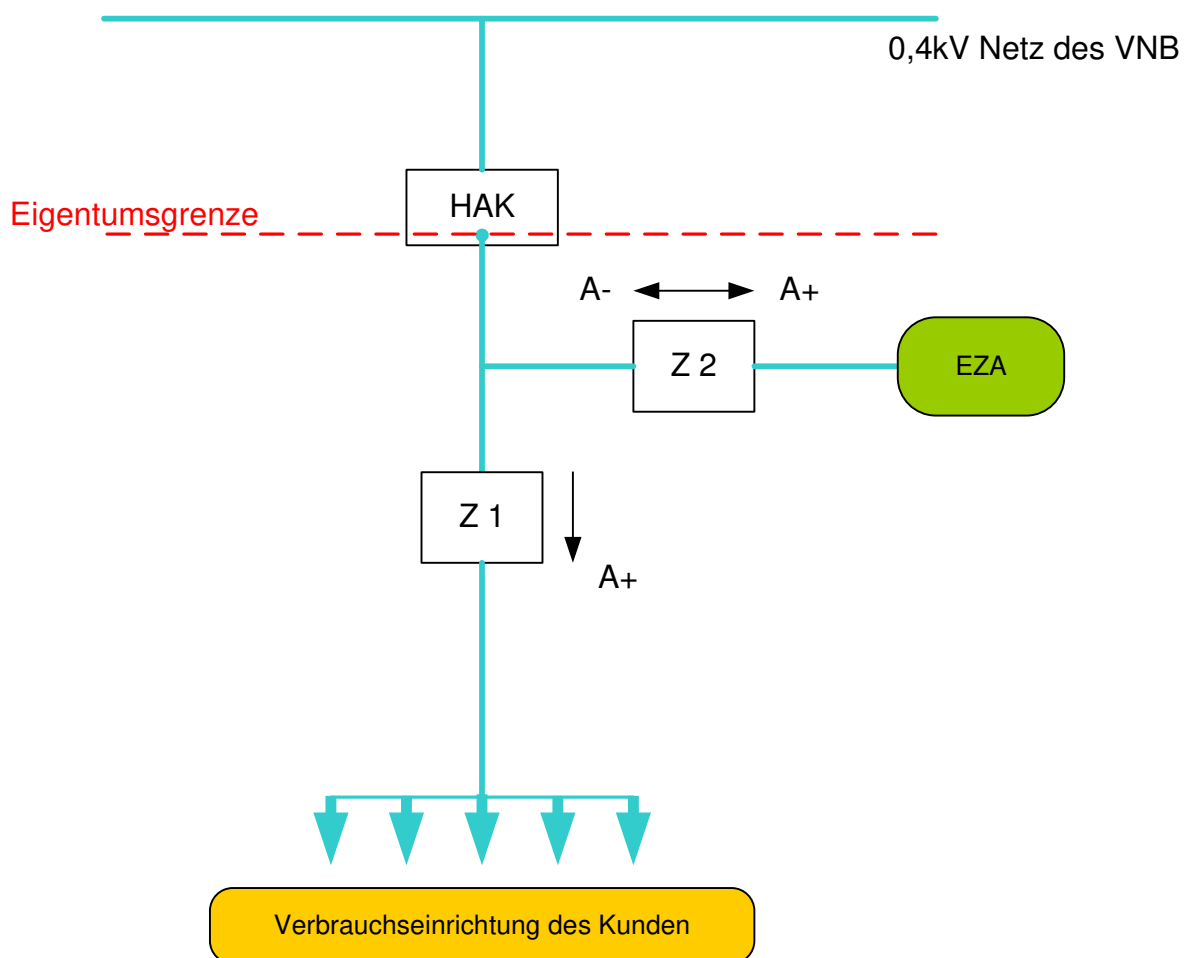 0,4kV Netz des VNB
HAK
Eigentumsgrenze
A-
A+
Z 2
EZA
Z 1
A+
Verbrauchseinrichtung des Kunden